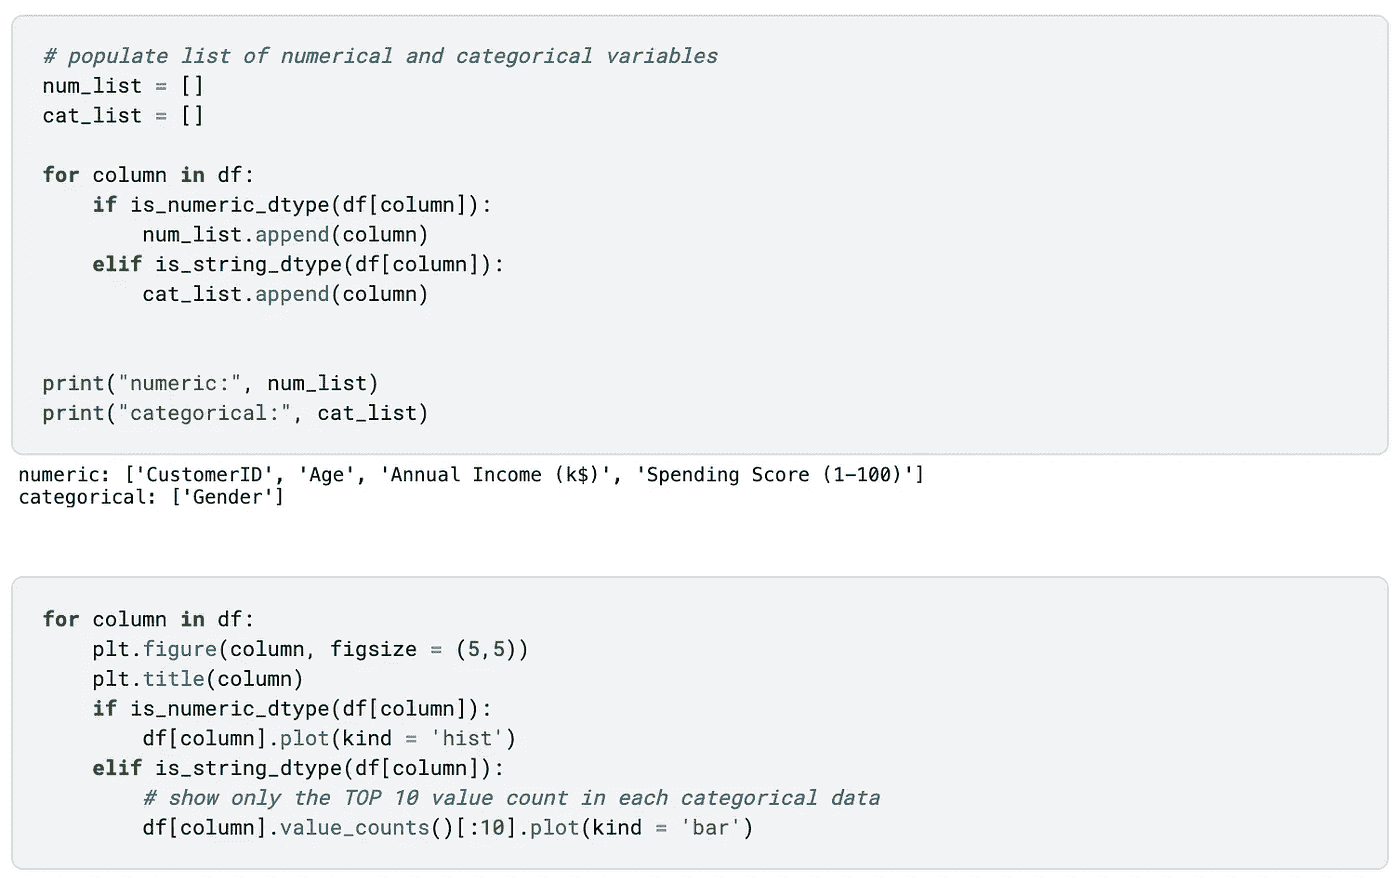 # populate list of numerical and categorical variables
num_list = []
cat_list = []
for column in df:
    if is_numeric_dtype(df[column]):
        num_list.append(column)
    elif is_string_dtype(df[column]):
        cat_list.append(column)
print("numeric:", num_list)
print("categorical:", cat_list)
numeric: ['CustomerID', 'Age', 'Annual Income (k$)', 'Spending Score (1-100)']
categorical: ['Gender']
for column in df:
    plt.figure(column, figsize = (5,5))
    plt.title(column)
    if is_numeric_dtype(df[column]):
        df[column].plot(kind = 'hist')
    elif is_string_dtype(df[column]):
        # show only the TOP 10 value count in each categorical data
        df[column].value_counts()[:10].plot(kind = 'bar')